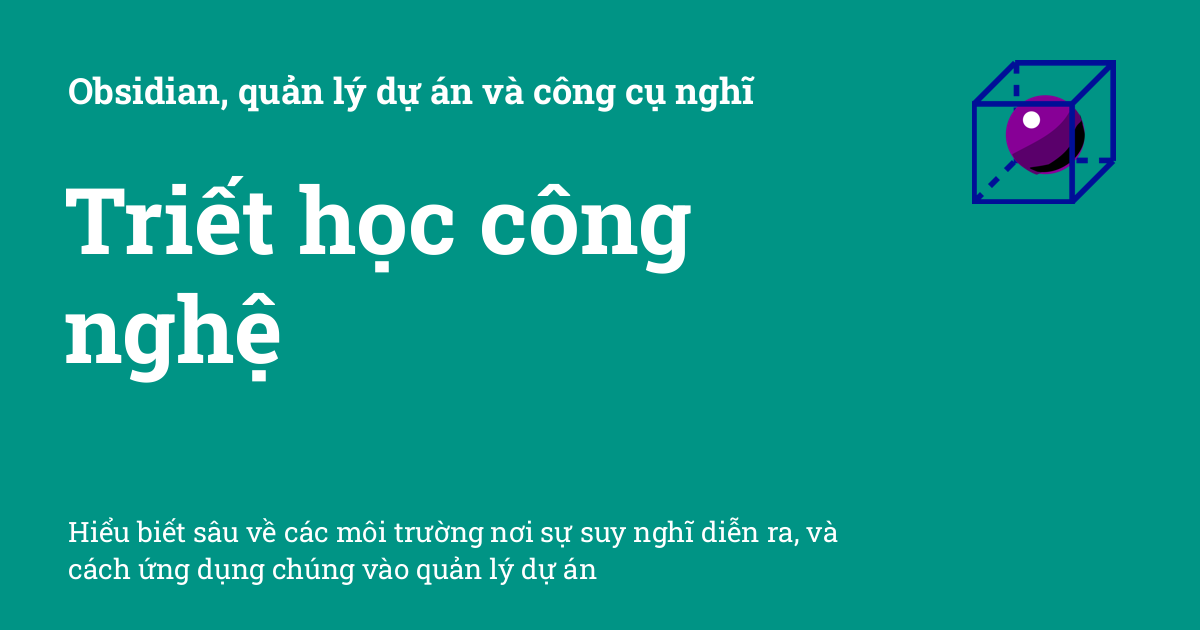 Obsidian, quản lý dự án và công cụ nghĩ
Triết học công
nghệ
Hiểu biết sâu về các môi trường nơi sự suy nghĩ diễn ra, và
cách ứng dụng chúng vào quản lý dự án